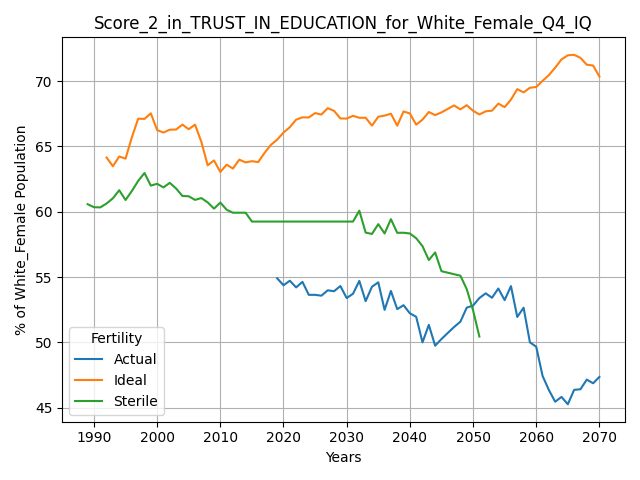 Score_2_in_TRUST_IN_EDUCATION_for_White_Female_Q4_IQ
% of White_Female Population
70
65
60
55
50
45
Fertility
Actual
Ideal
Sterile
1990 2000 2010 2020 2030 2040 2050 2060 2070
Years